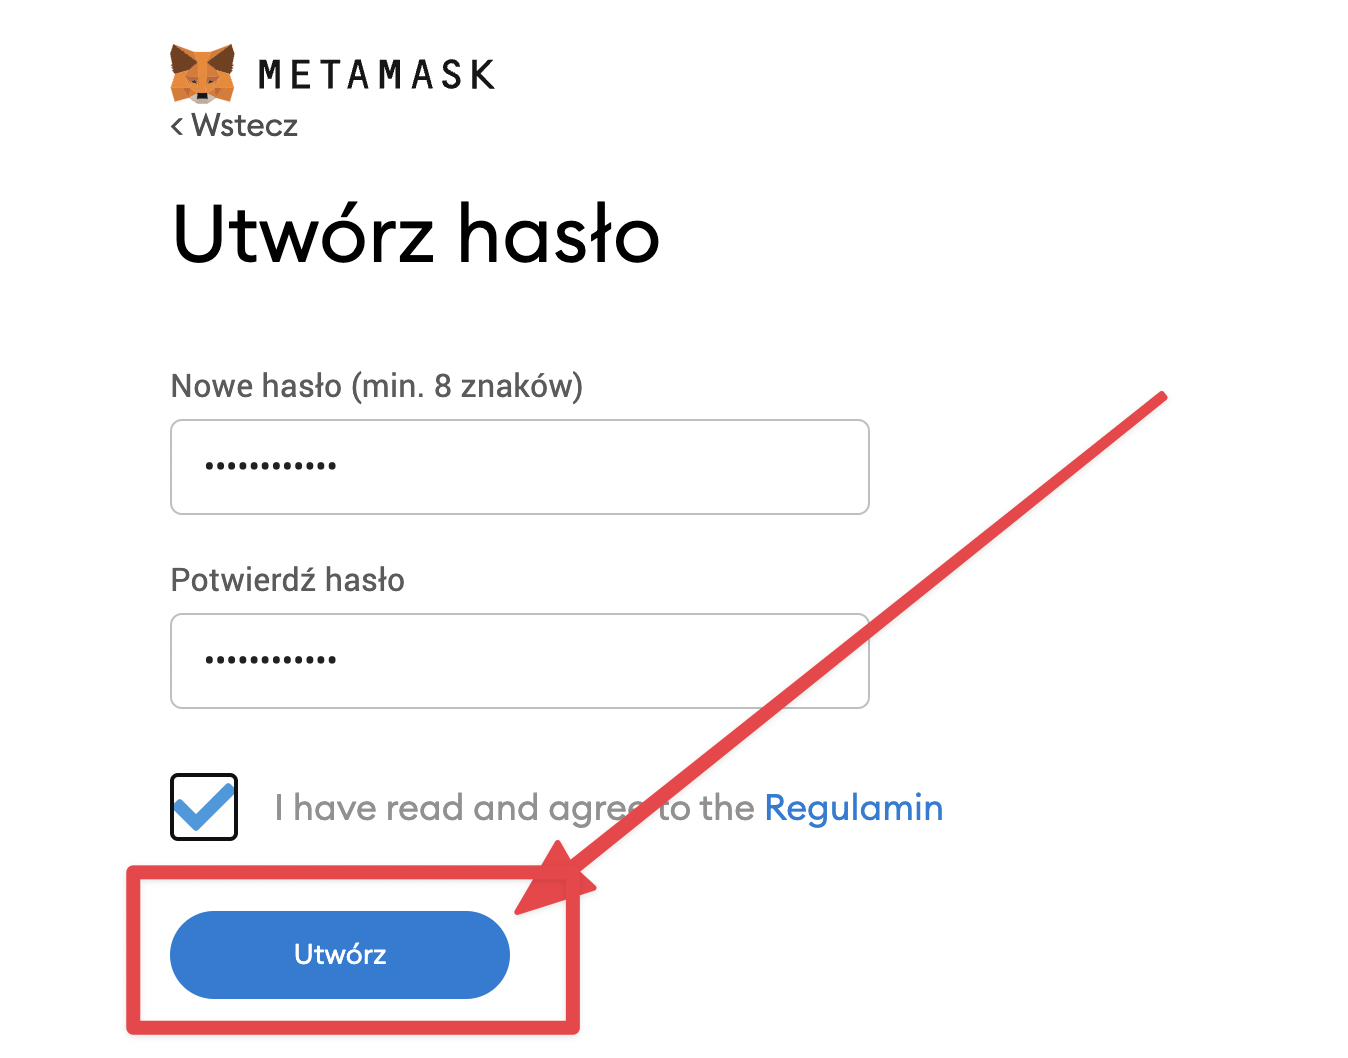 METAMASK
< Wstecz
Utwórz hasło
Nowe hasło (min. 8 znaków)
••••••••••••
Potwierdź hasło
••••••••••••
I have read and agree to the Regulamin
Utwórz